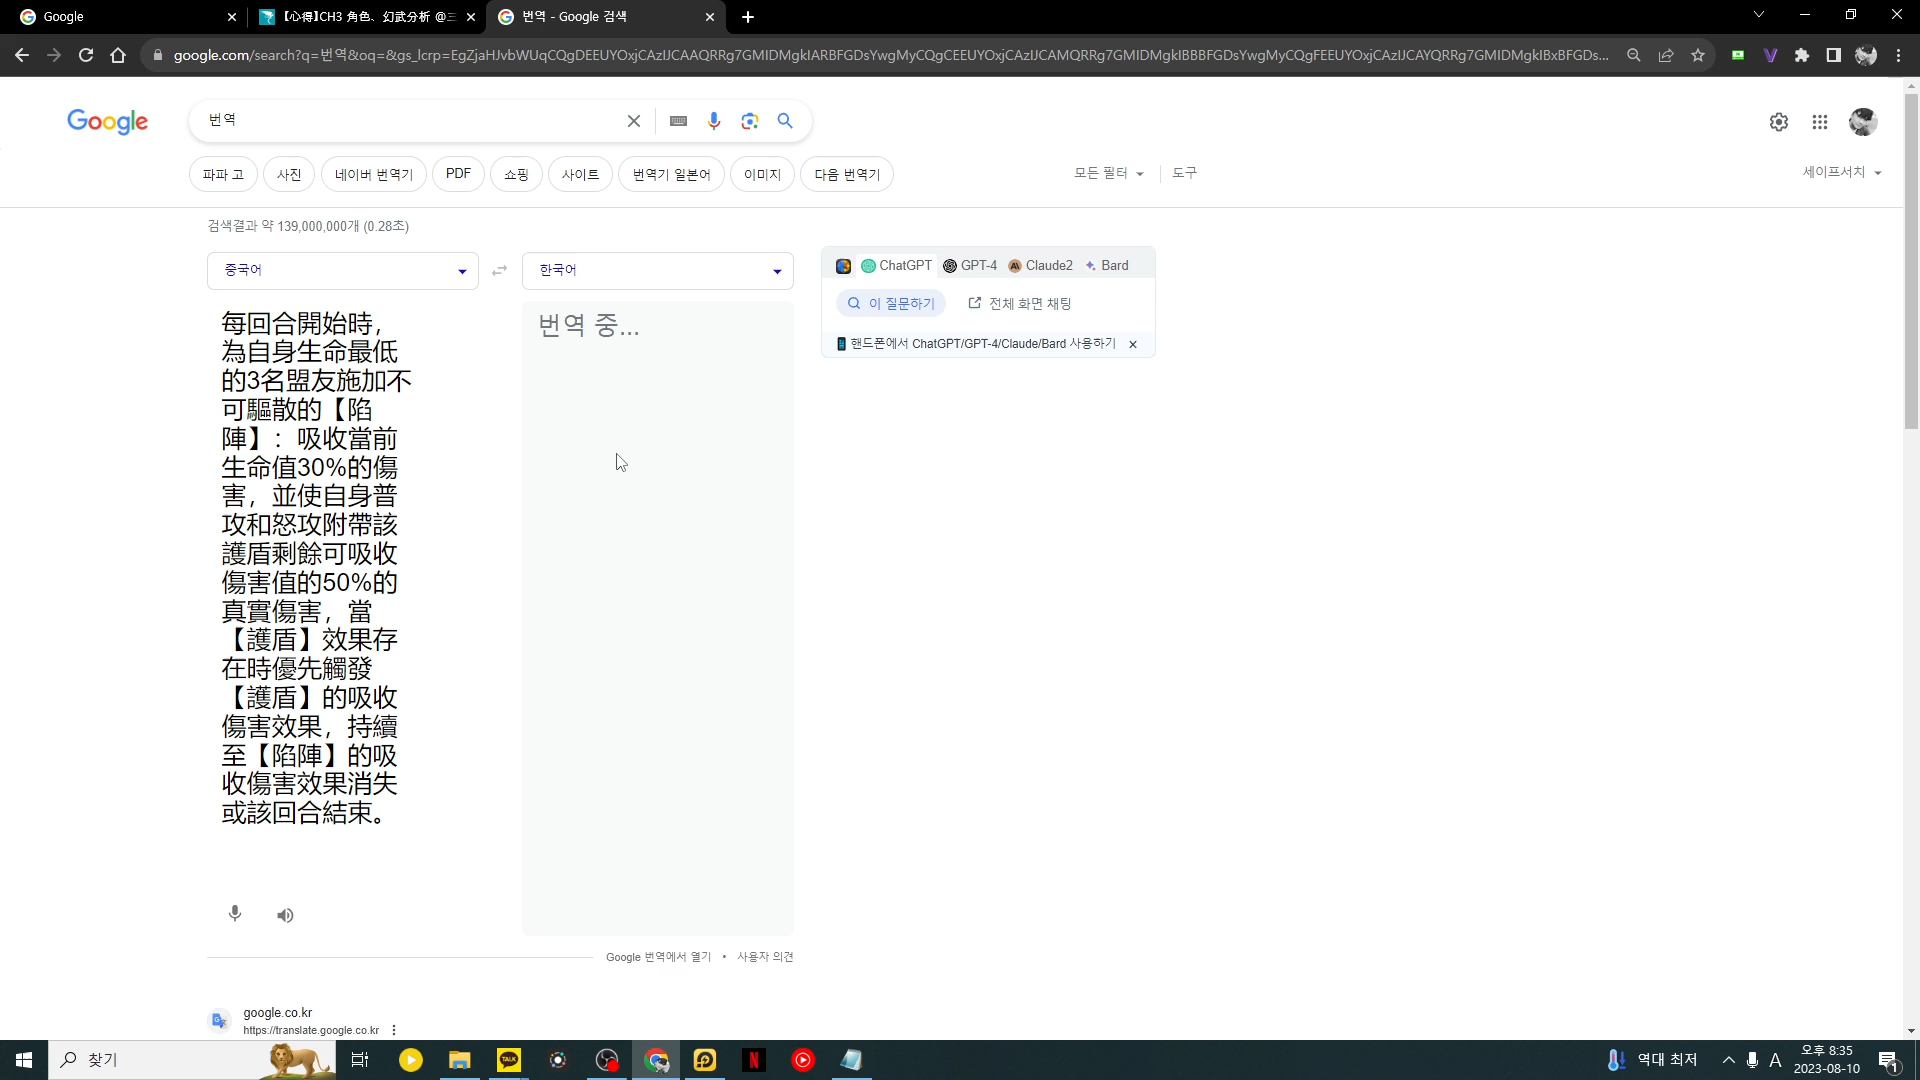 Google
【心得】CH3 角色、幻武分析 @三
번역 - Google 검색
google.com/search?q=번역&oq=&gs_lcrp=EgZjaHJvbWUqCQgDEEUYOxjCAzIJCAAQRRg7GMIDMgkIARBFGDsYwgMyCQgCEEUYOxjCAzIJCAMQRRg7GMIDMgkIBBBFGDsYwgMyCQgFEEUYOxjCAzIJCAYQRRg7GMIDMgkIBxBFGDs...
Google
번역
파파 고
사진
네이버 번역기
PDF
쇼핑
사이트
번역기 일본어
이미지
다음 번역기
모든 필터
도구
세이프서치
검색결과 약 139,000,000개 (0.28초)
중국어
한국어
每回合開始時，
為自身生命最低
的3名盟友施加不
可驅散的【陷
陣】：吸收當前
生命值30%的傷
害，並使自身普
攻和怒攻附帶該
護盾剩餘可吸收
傷害值的50%的
真實傷害，當
【護盾】效果存
在時優先觸發
【護盾】的吸收
傷害效果，持續
至【陷陣】的吸
收傷害效果消失
或該回合結束。
번역 중...
ChatGPT
GPT-4
Claude2
Bard
이 질문하기
전체 화면 채팅
핸드폰에서 ChatGPT/GPT-4/Claude/Bard 사용하기
Google 번역에서 열기 • 사용자 의견
google.co.kr
https://translate.google.co.kr
찾기
TALK
역대 최저
A
오후 8:35
2023-08-10
1